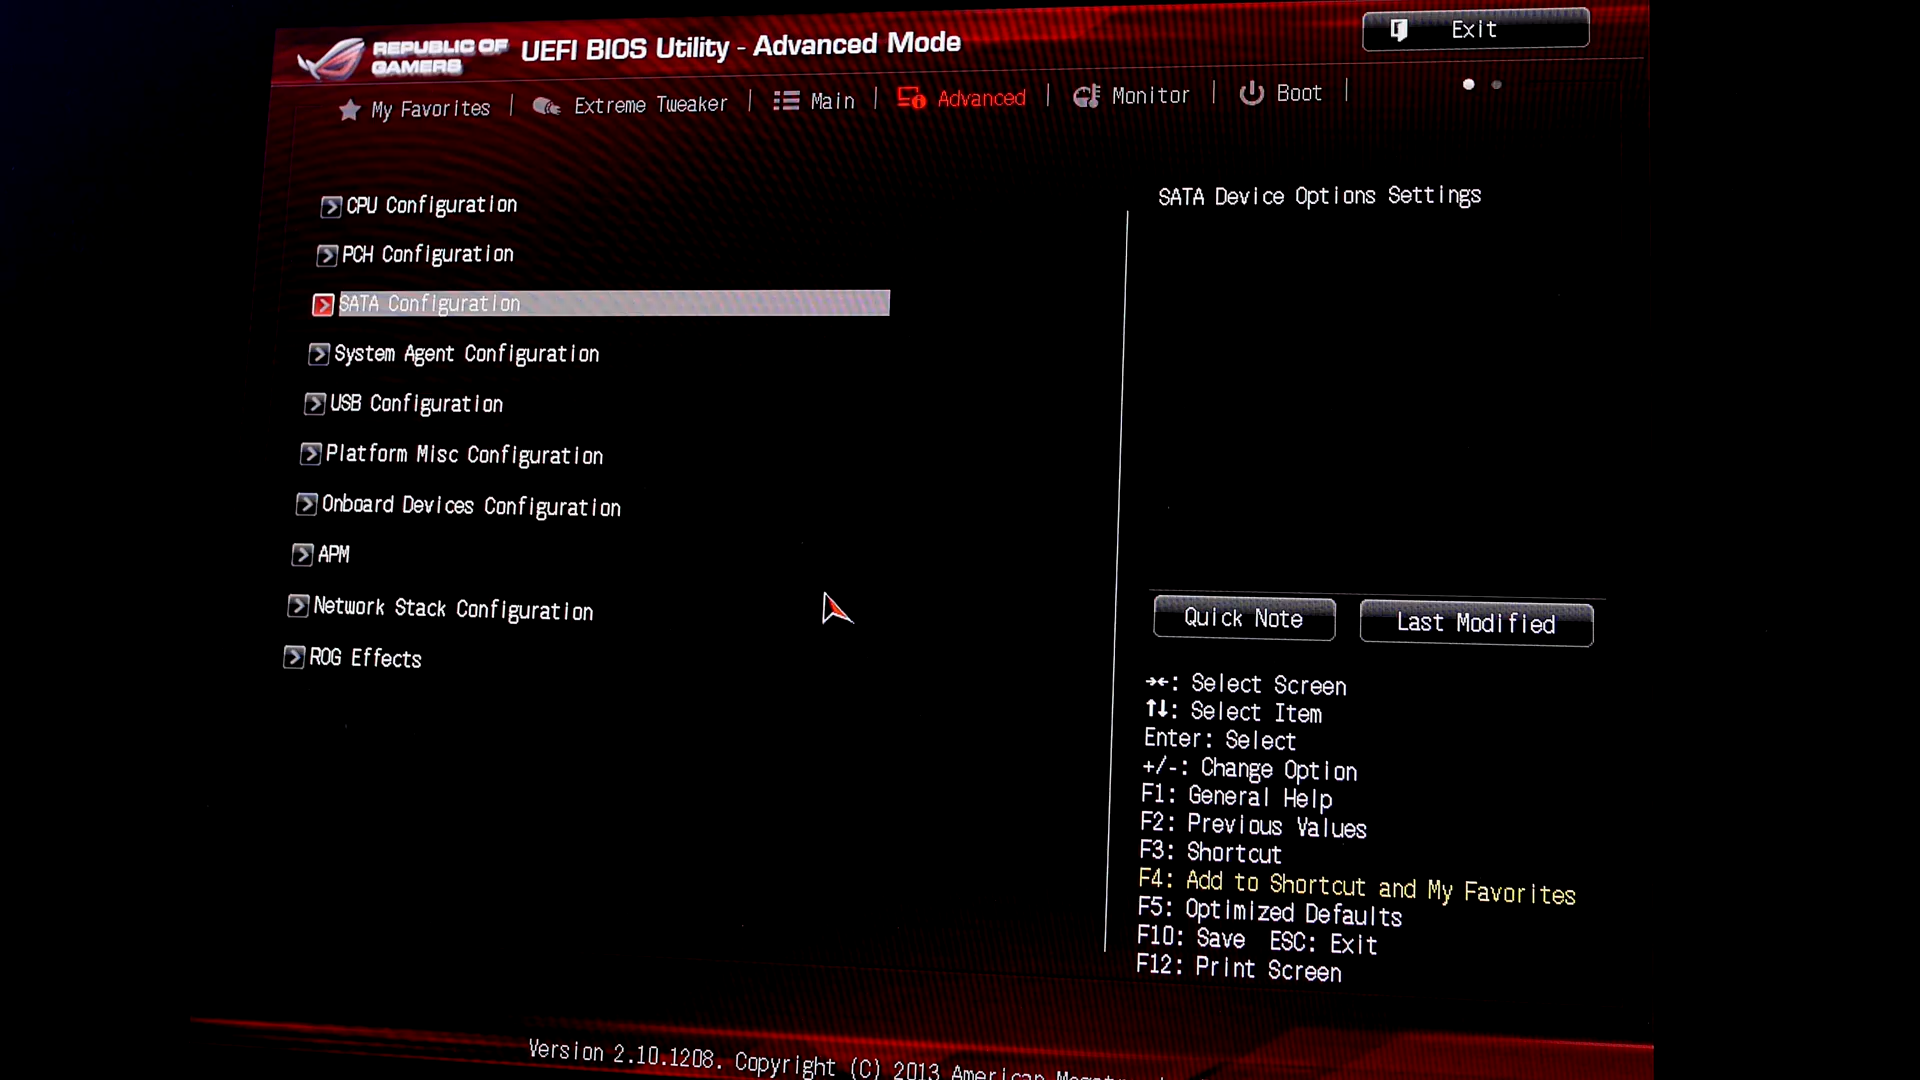 REPUBLIC OF GAMERS UEFI BIOS Utility - Advanced Mode
Exit
My Favorites | Extreme Tweaker | Main | Advanced | Monitor | Boot |
CPU Configuration
PCH Configuration
SATA Configuration
System Agent Configuration
USB Configuration
Platform Misc Configuration
Onboard Devices Configuration
APM
Network Stack Configuration
ROG Effects
SATA Device Options Settings
Quick Note
Last Modified
→←: Select Screen
↑↓: Select Item
Enter: Select
+/-: Change Option
F1: General Help
F2: Previous Values
F3: Shortcut
F4: Add to Shortcut and My Favorites
F5: Optimized Defaults
F10: Save ESC: Exit
F12: Print Screen
Version 2.10.1208. Copyright (C) 2013 American